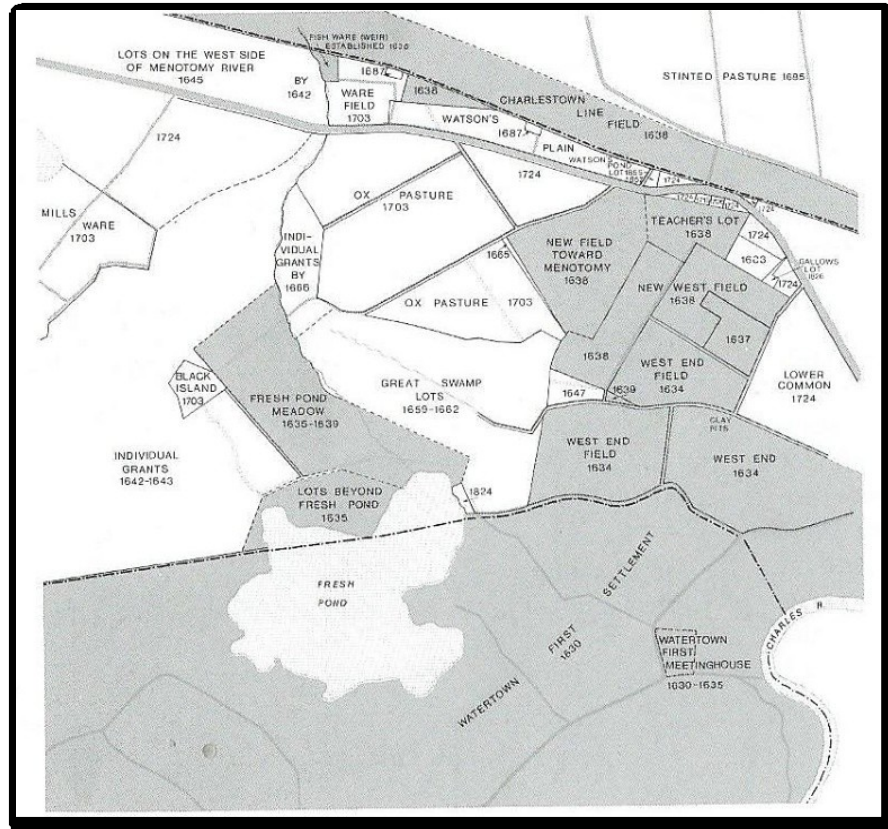 FISH WARE (WEIR)
ESTABLISHED
LOTS ON THE WEST SIDE
OF MENOTOMY RIVER
1645
BY
1642
1687
1638
WARE
FIELD
1703
WATSON'S
1687
PLAIN
CHARLESTOWN
LINE
FIELD
1638
STINTED PASTURE 1685
WATSON'S
POND
LOT
1724
1724
1724
MILLS
WARE
1703
OX PASTURE
1703
1724
INDI-
VIDUAL
GRANTS
BY
1666
1665
OX PASTURE 1703
NEW FIELD
TOWARD
MENOTOMY
1638
TEACHER'S LOT
1638
1724
GALLOWS
LOT
1724
NEW WEST FIELD
1638
1637
1638
WEST END
FIELD
1634
LOWER
COMMON
1724
BLACK
ISLAND
1703
FRESH POND
MEADOW
1635-1639
GREAT SWAMP
LOTS
1659-1662
1647
1639
CLAY
PITS
INDIVIDUAL
GRANTS
1642-1643
WEST END
FIELD
1634
WEST END
1634
LOTS BEYOND
FRESH POND
1635
1824
FRESH
POND
WATERTOWN FIRST SETTLEMENT
1630
WATERTOWN
FIRST
MEETINGHOUSE
1630-1635
CHARLES R.